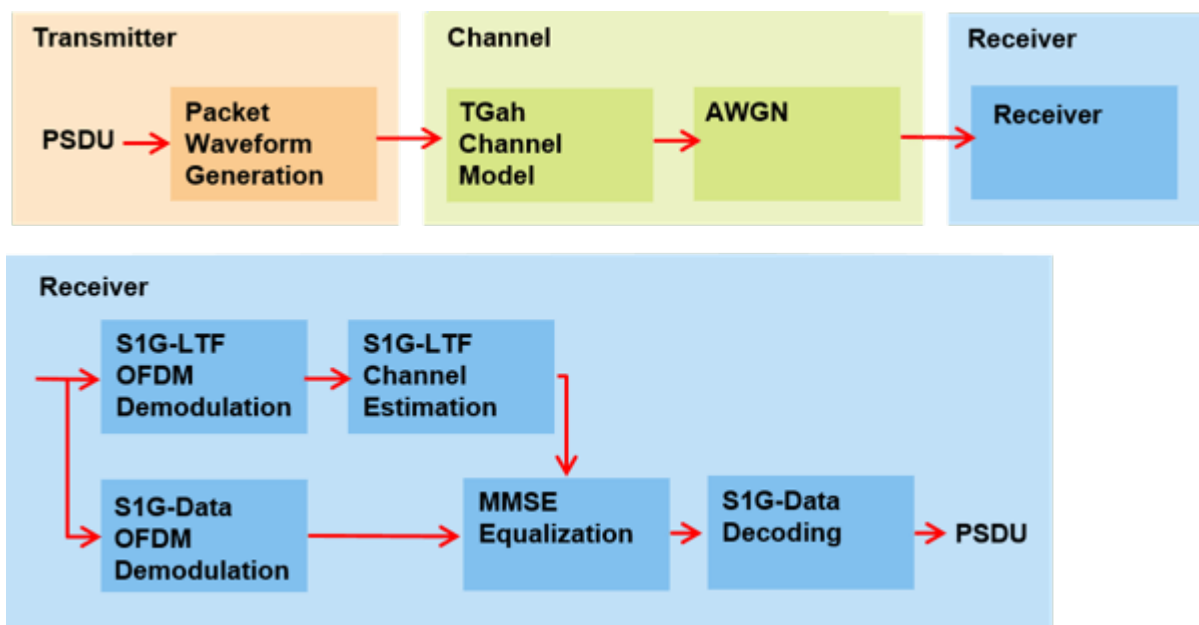 Transmitter
Channel
Receiver
PSDU
Packet
Waveform
Generation
TGah
Channel
Model
AWGN
Receiver
Receiver
S1G-LTF
OFDM
Demodulation
S1G-LTF
Channel
Estimation
S1G-Data
OFDM
Demodulation
MMSE
Equalization
S1G-Data
Decoding
PSDU